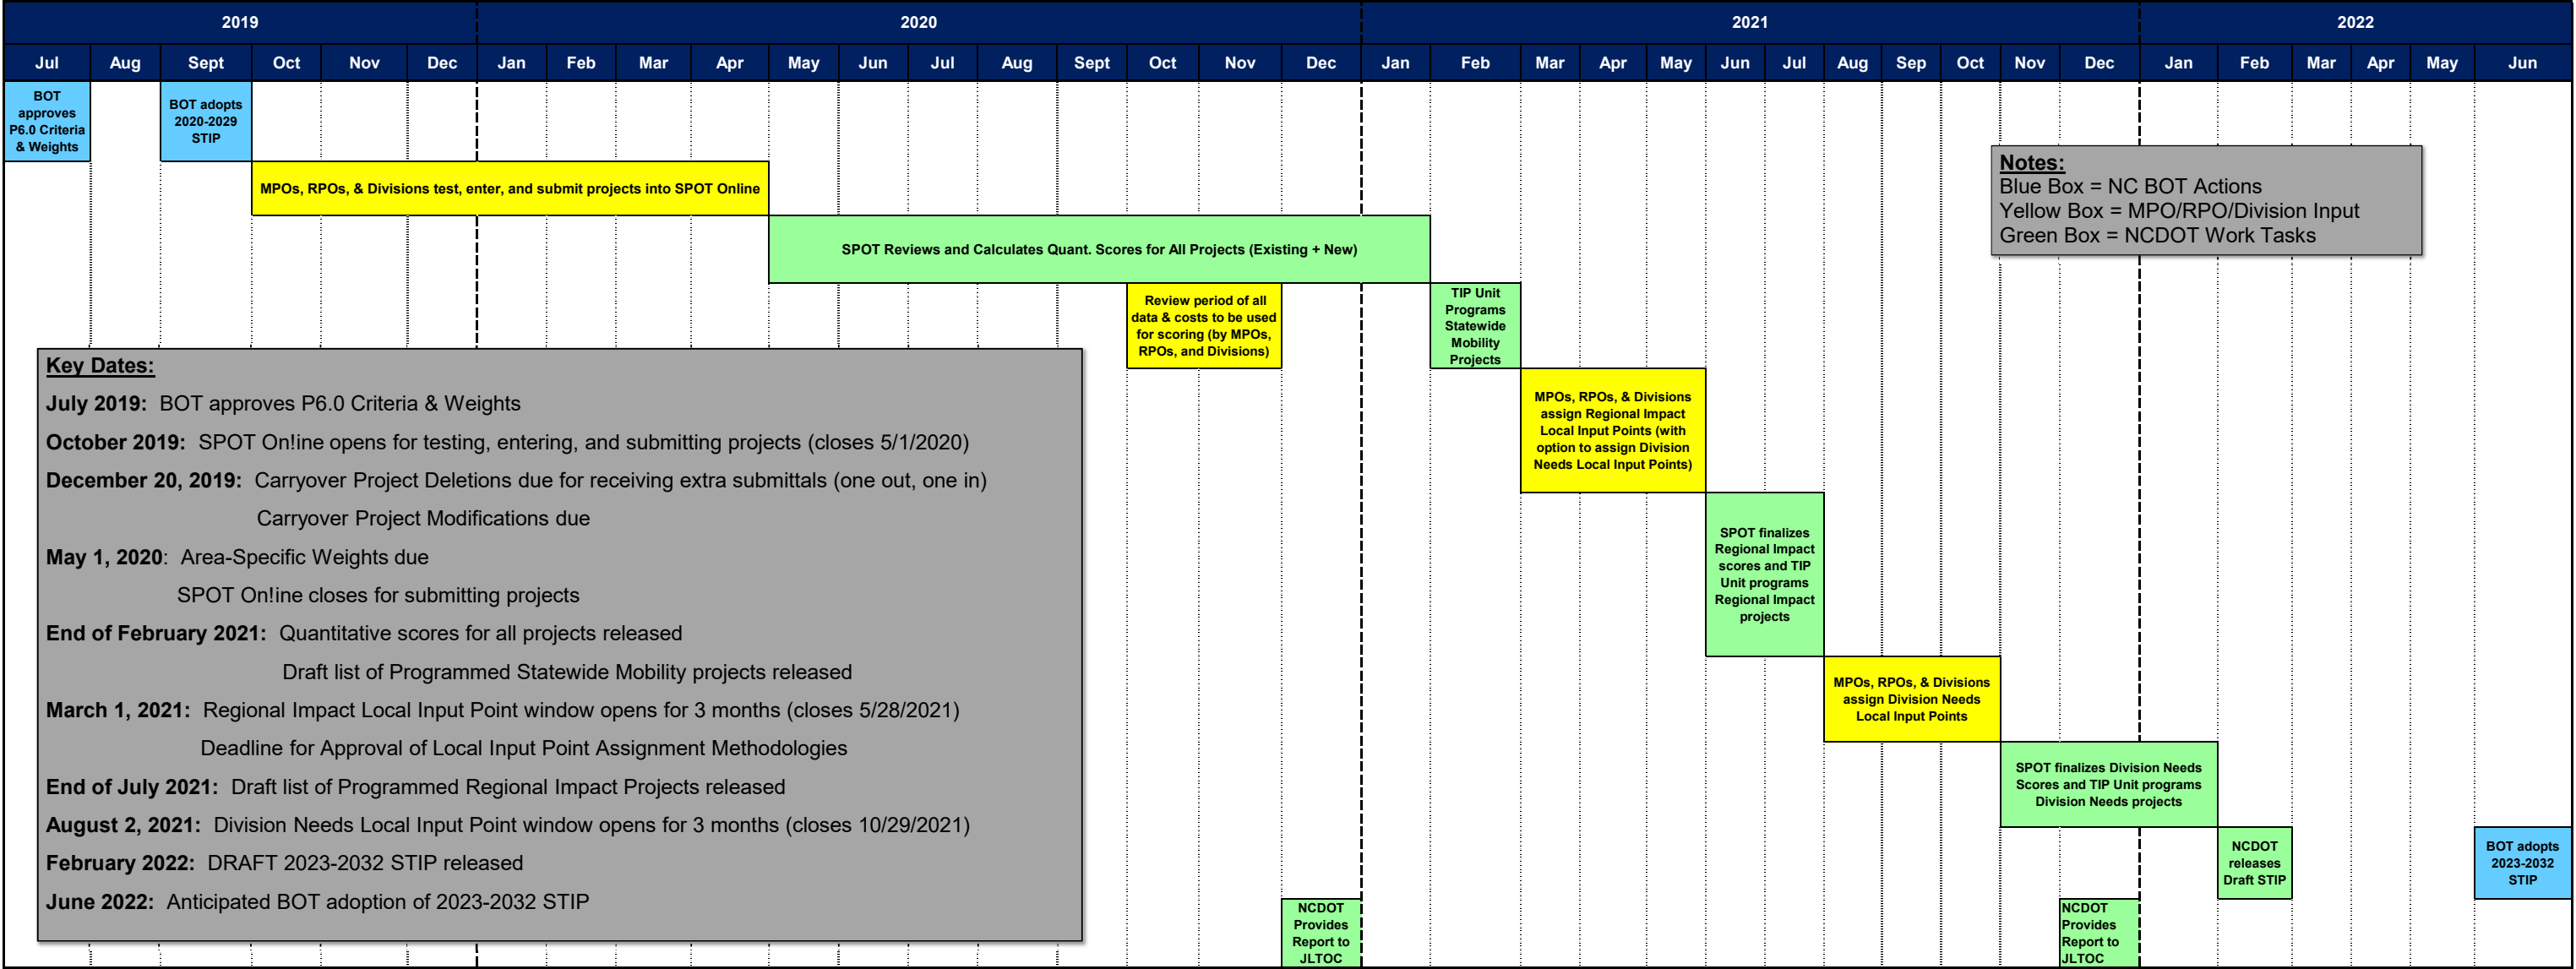 2019 2020 2021 2022
Jul Aug Sept Oct Nov Dec Jan Feb Mar Apr May Jun Jul Aug Sept Oct Nov Dec Jan Feb Mar Apr May Jun Jul Aug Sep Oct Nov Dec Jan Feb Mar Apr May Jun
BOT
approves
P6.0 Criteria
& Weights
BOT adopts
2020-2029
STIP
MPOs, RPOs, & Divisions test, enter, and submit projects into SPOT Online
SPOT Reviews and Calculates Quant. Scores for All Projects (Existing + New)
Notes:
Blue Box = NC BOT Actions
Yellow Box = MPO/RPO/Division Input
Green Box = NCDOT Work Tasks
Review period of all
data & costs to be used
for scoring (by MPOs,
RPOs, and Divisions)
TIP Unit
Programs
Statewide
Mobility
Projects
MPOs, RPOs, & Divisions
assign Regional Impact
Local Input Points (with
option to assign Division
Needs Local Input Points)
SPOT finalizes
Regional Impact
scores and TIP
Unit programs
Regional Impact
projects
MPOs, RPOs, & Divisions
assign Division Needs
Local Input Points
SPOT finalizes Division Needs
Scores and TIP Unit programs
Division Needs projects
NCDOT
releases
Draft STIP
BOT adopts
2023-2032
STIP
NCDOT
Provides
Report to
JLTOC
NCDOT
Provides
Report to
JLTOC
Key Dates:
July 2019: BOT approves P6.0 Criteria & Weights
October 2019: SPOT On!ine opens for testing, entering, and submitting projects (closes 5/1/2020)
December 20, 2019: Carryover Project Deletions due for receiving extra submittals (one out, one in)
Carryover Project Modifications due
May 1, 2020: Area-Specific Weights due
SPOT On!ine closes for submitting projects
End of February 2021: Quantitative scores for all projects released
Draft list of Programmed Statewide Mobility projects released
March 1, 2021: Regional Impact Local Input Point window opens for 3 months (closes 5/28/2021)
Deadline for Approval of Local Input Point Assignment Methodologies
End of July 2021: Draft list of Programmed Regional Impact Projects released
August 2, 2021: Division Needs Local Input Point window opens for 3 months (closes 10/29/2021)
February 2022: DRAFT 2023-2032 STIP released
June 2022: Anticipated BOT adoption of 2023-2032 STIP